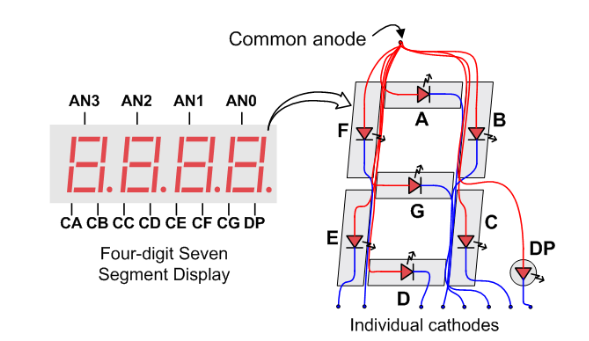 Common anode
AN3 AN2 AN1 AN0
CA CB CC CD CE CF CG DP
Four-digit Seven
Segment Display
A
F
B
G
E
C
D
DP
Individual cathodes